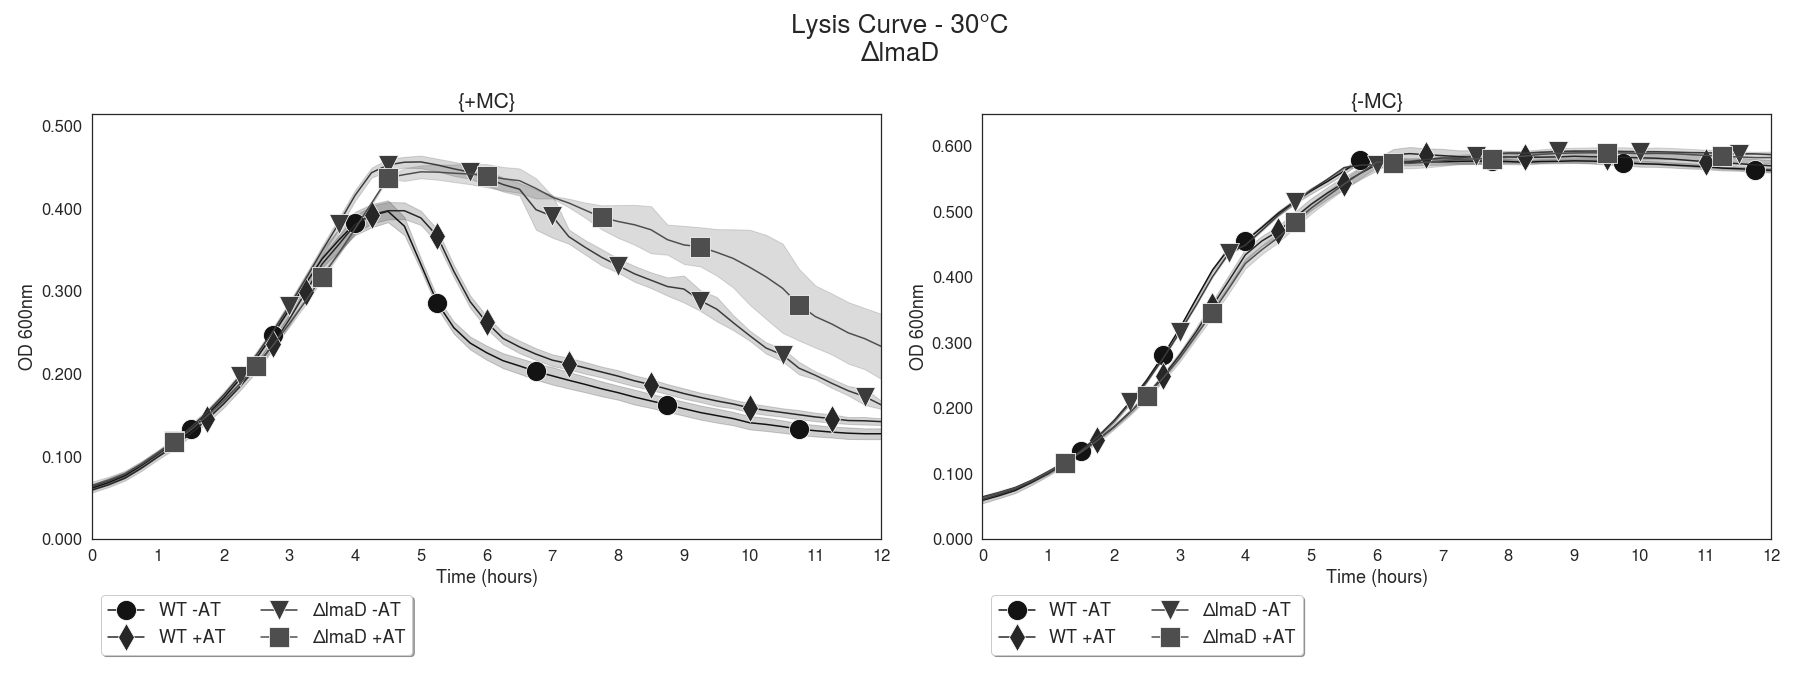 Lysis Curve - 30°C
ΔlmaD
{+MC}
0.500
0.400
0.300
0.200
0.100
0.000
OD 600nm
0 1 2 3 4 5 6 7 8 9 10 11 12
Time (hours)
WT -AT ΔlmaD -AT
WT +AT ΔlmaD +AT
{-MC}
0.600
0.500
0.400
0.300
0.200
0.100
0.000
OD 600nm
0 1 2 3 4 5 6 7 8 9 10 11 12
Time (hours)
WT -AT ΔlmaD -AT
WT +AT ΔlmaD +AT